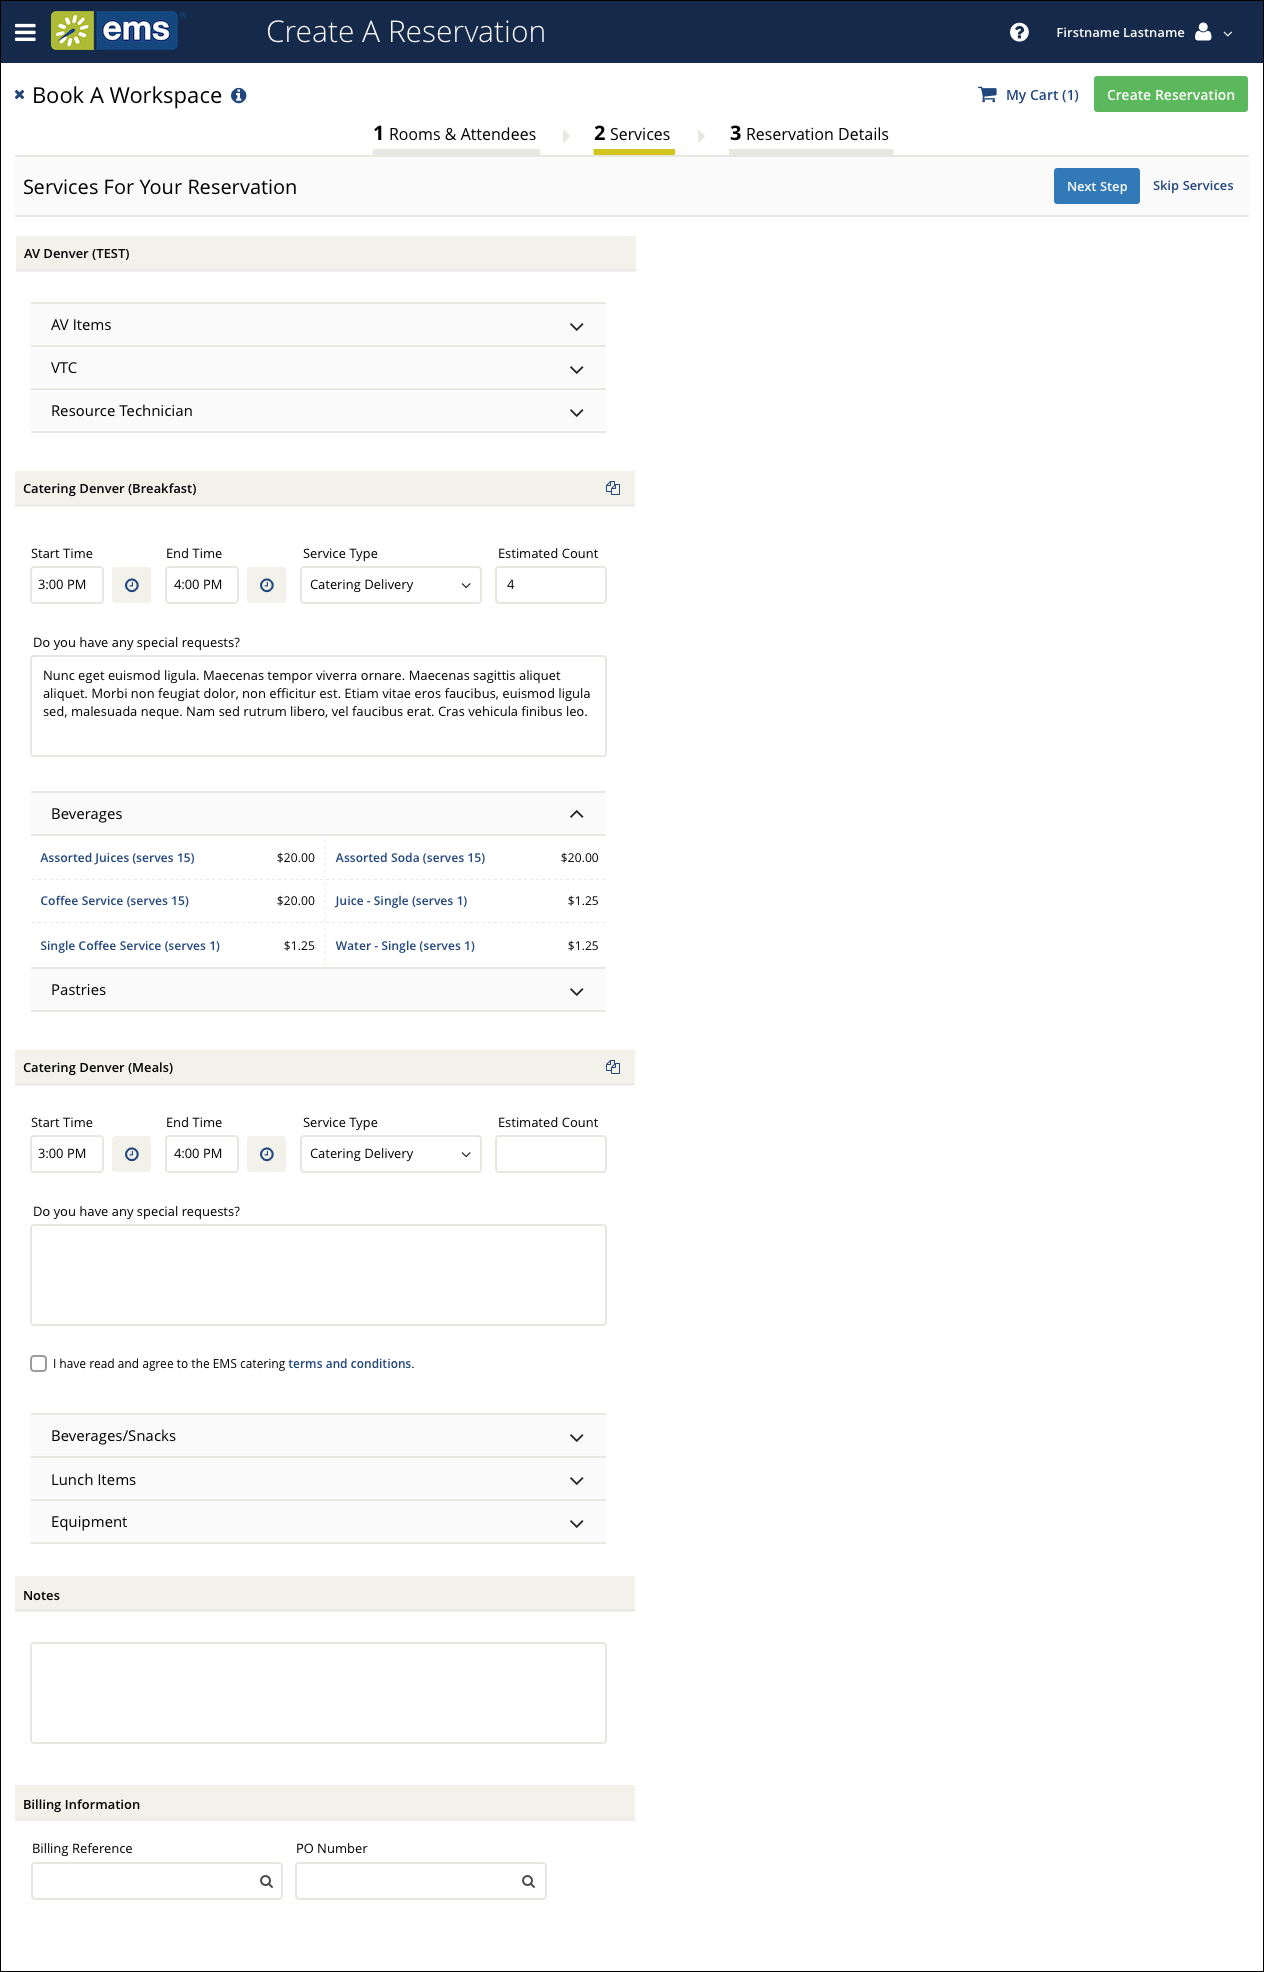 ems
Create A Reservation
Firstname Lastname
Book A Workspace
My Cart (1)
Create Reservation
1 Rooms & Attendees
2 Services
3 Reservation Details
Services For Your Reservation
Next Step
Skip Services
AV Denver (TEST)
AV Items
VTC
Resource Technician
Catering Denver (Breakfast)
Start Time
End Time
Service Type
Estimated Count
3:00 PM
4:00 PM
Catering Delivery
4
Do you have any special requests?
Nunc eget euismod ligula. Maecenas tempor viverra ornare. Maecenas sagittis aliquet
aliquet. Morbi non feugiat dolor, non efficitur est. Etiam vitae eros faucibus, euismod ligula
sed, malesuada neque. Nam sed rutrum libero, vel faucibus erat. Cras vehicula finibus leo.
Beverages
Assorted Juices (serves 15) $20.00
Assorted Soda (serves 15) $20.00
Coffee Service (serves 15) $20.00
Juice - Single (serves 1) $1.25
Single Coffee Service (serves 1) $1.25
Water - Single (serves 1) $1.25
Pastries
Catering Denver (Meals)
Start Time
End Time
Service Type
Estimated Count
3:00 PM
4:00 PM
Catering Delivery
Do you have any special requests?
I have read and agree to the EMS catering terms and conditions.
Beverages/Snacks
Lunch Items
Equipment
Notes
Billing Information
Billing Reference
PO Number